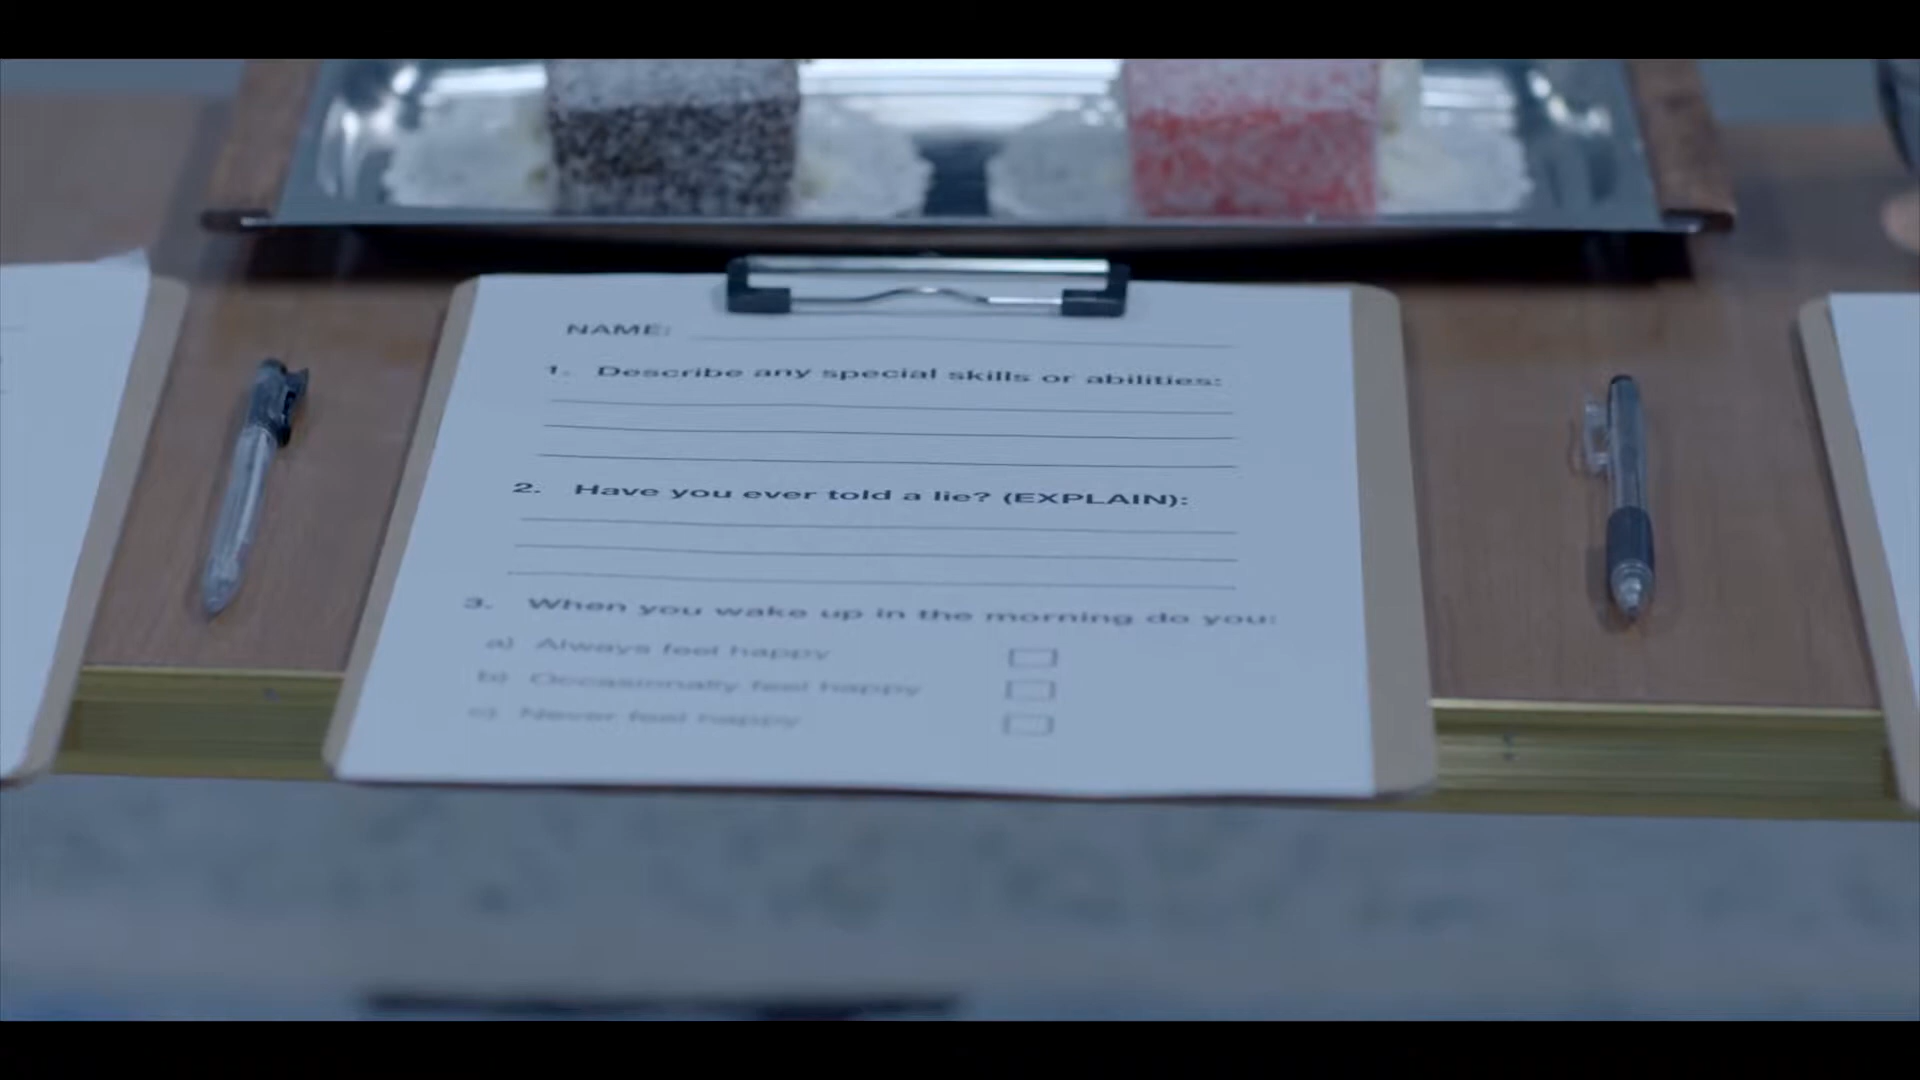 NAME:
1. Describe any special skills or abilities:
2. Have you ever told a lie? (EXPLAIN):
3. When you wake up in the morning do you:
a) Always feel happy
b) Occasionally feel happy
c) Never feel happy